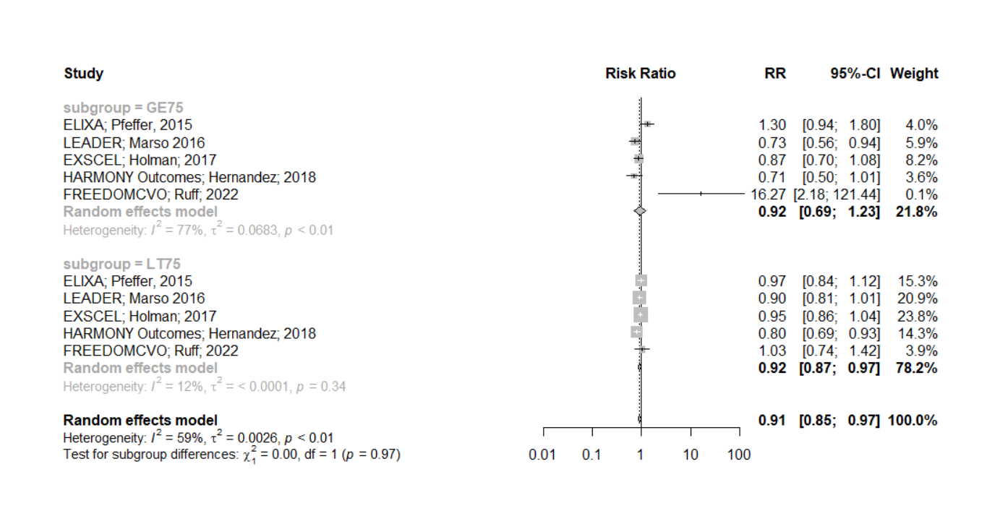 Study Risk Ratio RR 95%-CI Weight
subgroup = GE75
ELIXA; Pfeffer, 2015 1.30 [0.94; 1.80] 4.0%
LEADER; Marso 2016 0.73 [0.56; 0.94] 5.9%
EXSCEL; Holman; 2017 0.87 [0.70; 1.08] 8.2%
HARMONY Outcomes; Hernandez; 2018 0.71 [0.50; 1.01] 3.6%
FREEDOMCVO; Ruff; 2022 16.27 [2.18; 121.44] 0.1%
Random effects model 0.92 [0.69; 1.23] 21.8%
Heterogeneity: I² = 77%, τ² = 0.0683, p < 0.01
subgroup = LT75
ELIXA; Pfeffer, 2015 0.97 [0.84; 1.12] 15.3%
LEADER; Marso 2016 0.90 [0.81; 1.01] 20.9%
EXSCEL; Holman; 2017 0.95 [0.86; 1.04] 23.8%
HARMONY Outcomes; Hernandez; 2018 0.80 [0.69; 0.93] 14.3%
FREEDOMCVO; Ruff; 2022 1.03 [0.74; 1.42] 3.9%
Random effects model 0.92 [0.87; 0.97] 78.2%
Heterogeneity: I² = 12%, τ² = < 0.0001, p = 0.34
Random effects model 0.91 [0.85; 0.97] 100.0%
Heterogeneity: I² = 59%, τ² = 0.0026, p < 0.01
Test for subgroup differences: χ²₁ = 0.00, df = 1 (p = 0.97)
0.01 0.1 1 10 100